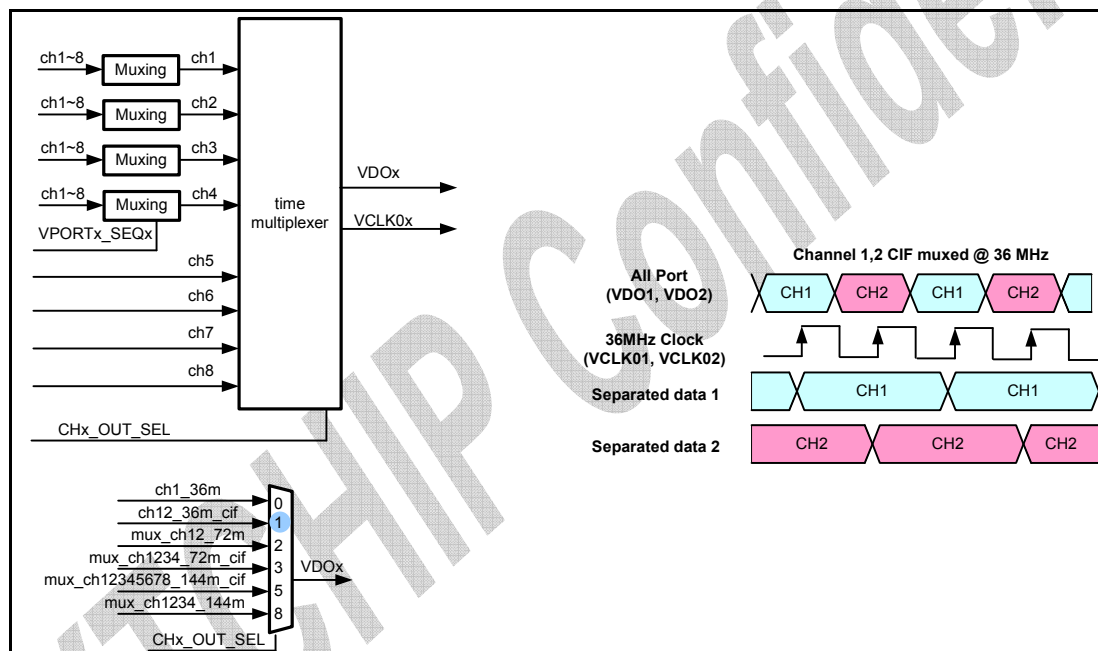 ch1~8
Muxing
ch1
ch1~8
Muxing
ch2
ch1~8
Muxing
ch3
ch1~8
Muxing
ch4
VPORTx_SEQx
ch5
ch6
ch7
ch8
CHx_OUT_SEL
time
multiplexer
VDOx
VCLK0x
Channel 1,2 CIF muxed @ 36 MHz
All Port
(VDO1, VDO2)
CH1
CH2
CH1
CH2
36MHz Clock
(VCLK01, VCLK02)
Separated data 1
CH1
CH1
Separated data 2
CH2
CH2
CH2
ch1_36m
0
ch12_36m_cif
1
mux_ch12_72m
2
mux_ch1234_72m_cif
3
mux_ch12345678_144m_cif
5
mux_ch1234_144m
8
VDOx
CHx_OUT_SEL
TCHIP Confiden